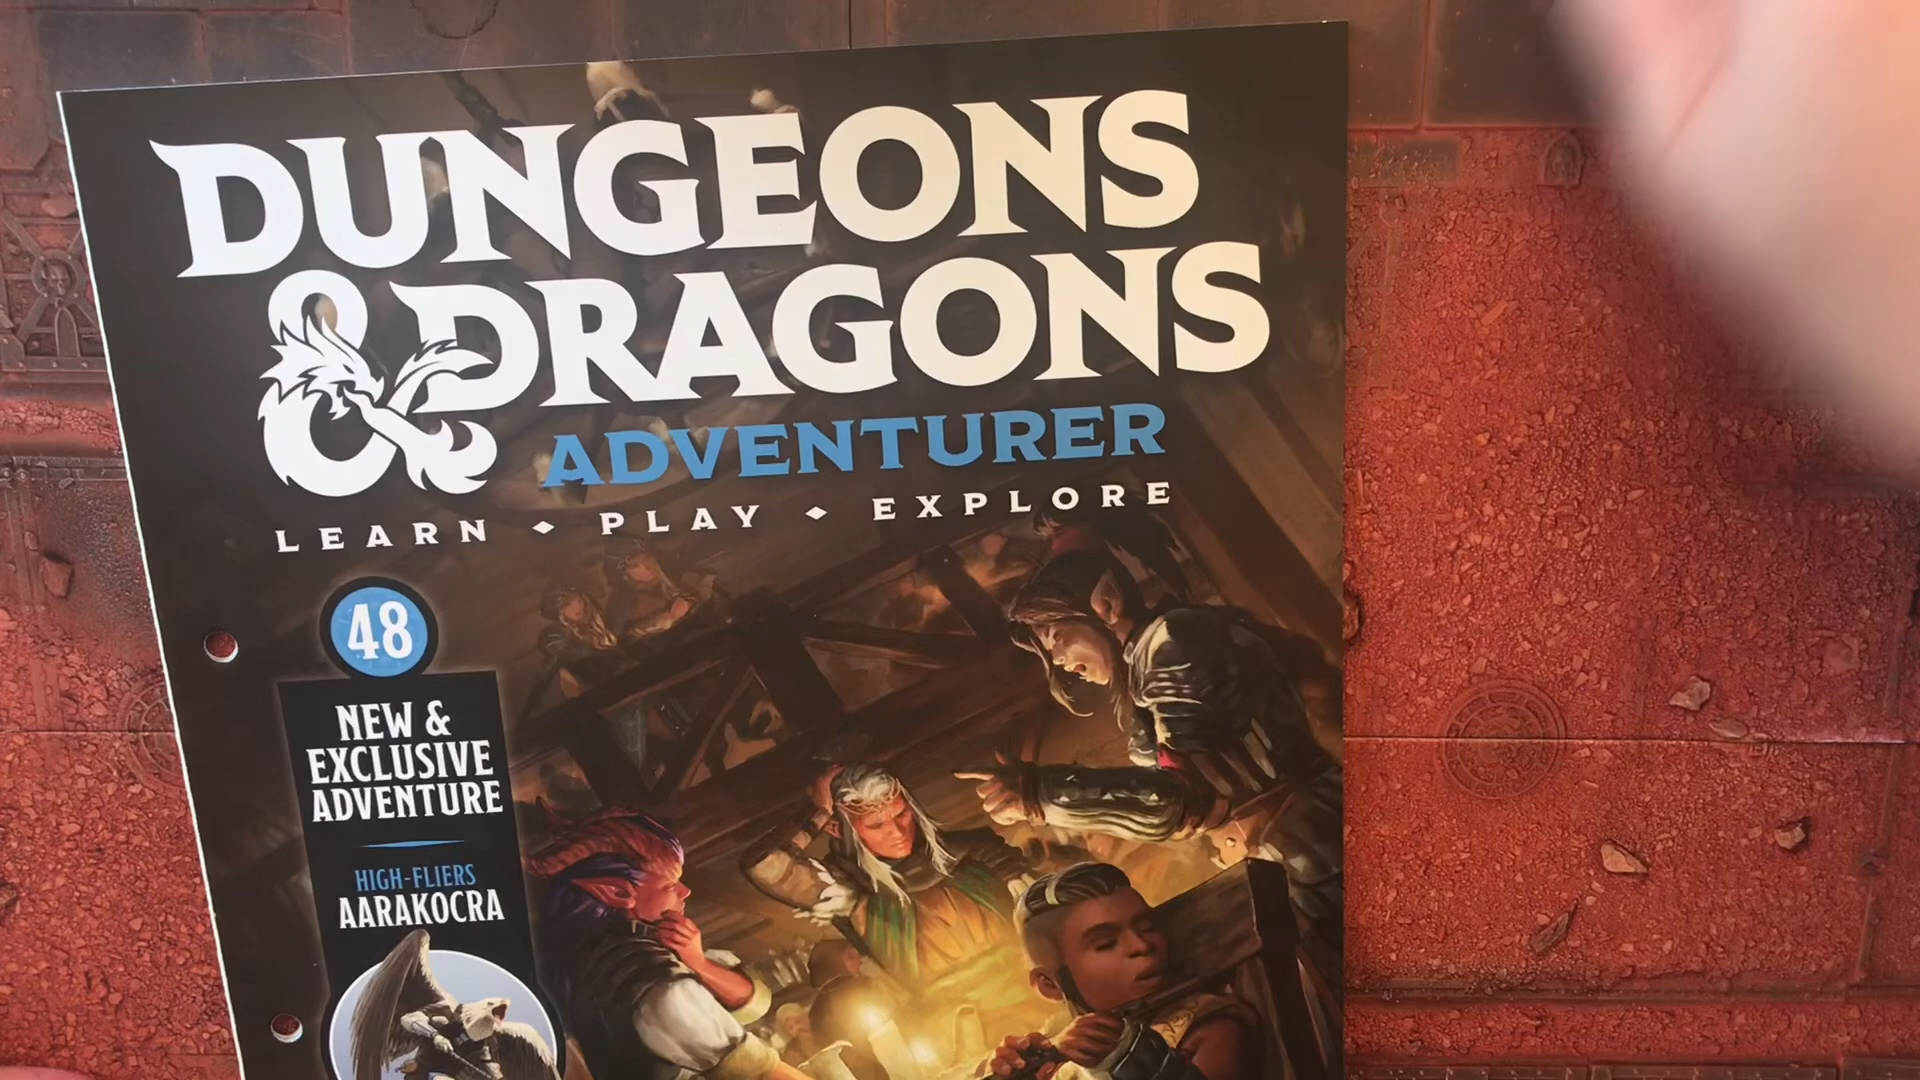 DUNGEONS
& DRAGONS
ADVENTURER
LEARN ◆ PLAY ◆ EXPLORE
48
NEW &
EXCLUSIVE
ADVENTURE
HIGH-FLIERS
AARAKOCRA